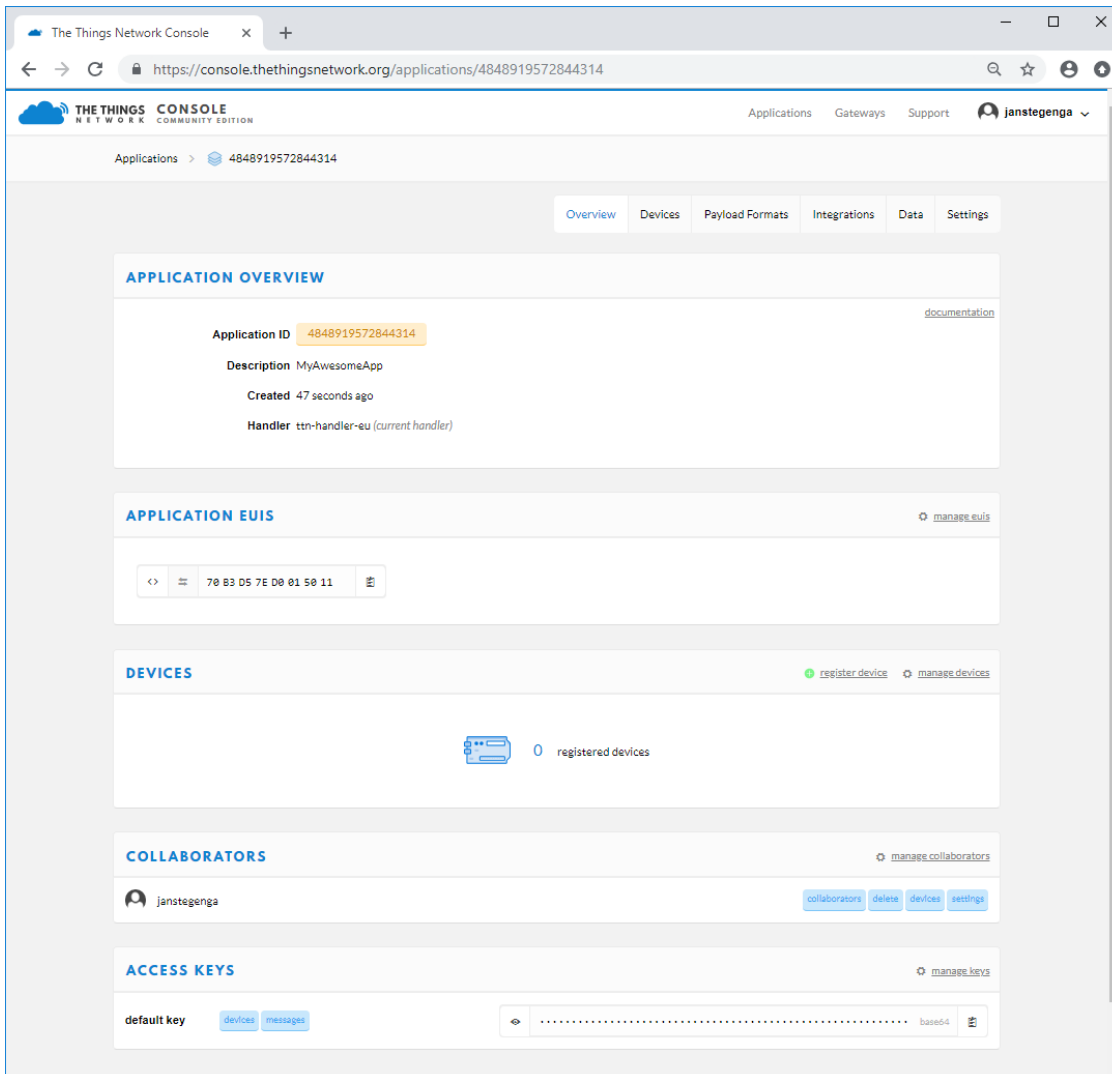 The Things Network Console
https://console.thethingsnetwork.org/applications/4848919572844314
THE THINGS NETWORK CONSOLE COMMUNITY EDITION Applications Gateways Support janstegenga
Applications > 4848919572844314
Overview Devices Payload Formats Integrations Data Settings
APPLICATION OVERVIEW
documentation
Application ID 4848919572844314
Description MyAwesomeApp
Created 47 seconds ago
Handler ttn-handler-eu (current handler)
APPLICATION EUIS manage euis
<> 70 B3 D5 7E D0 01 50 11
DEVICES register device manage devices
0 registered devices
COLLABORATORS manage collaborators
janstegenga collaborators delete devices settings
ACCESS KEYS manage keys
default key devices messages base64